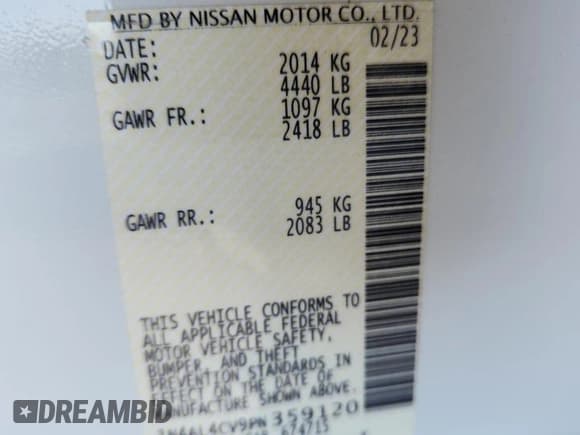 MFD BY NISSAN MOTOR CO., LTD.
DATE: 02/23
GVWR: 2014 KG
4440 LB
GAWR FR.: 1097 KG
2418 LB
GAWR RR.: 945 KG
2083 LB
THIS VEHICLE CONFORMS TO
ALL APPLICABLE FEDERAL
MOTOR VEHICLE SAFETY,
BUMPER, AND THEFT
PREVENTION STANDARDS IN
EFFECT ON THE DATE OF
MANUFACTURE SHOWN ABOVE.
1N4AL4CV9PN359120
DREAMBID